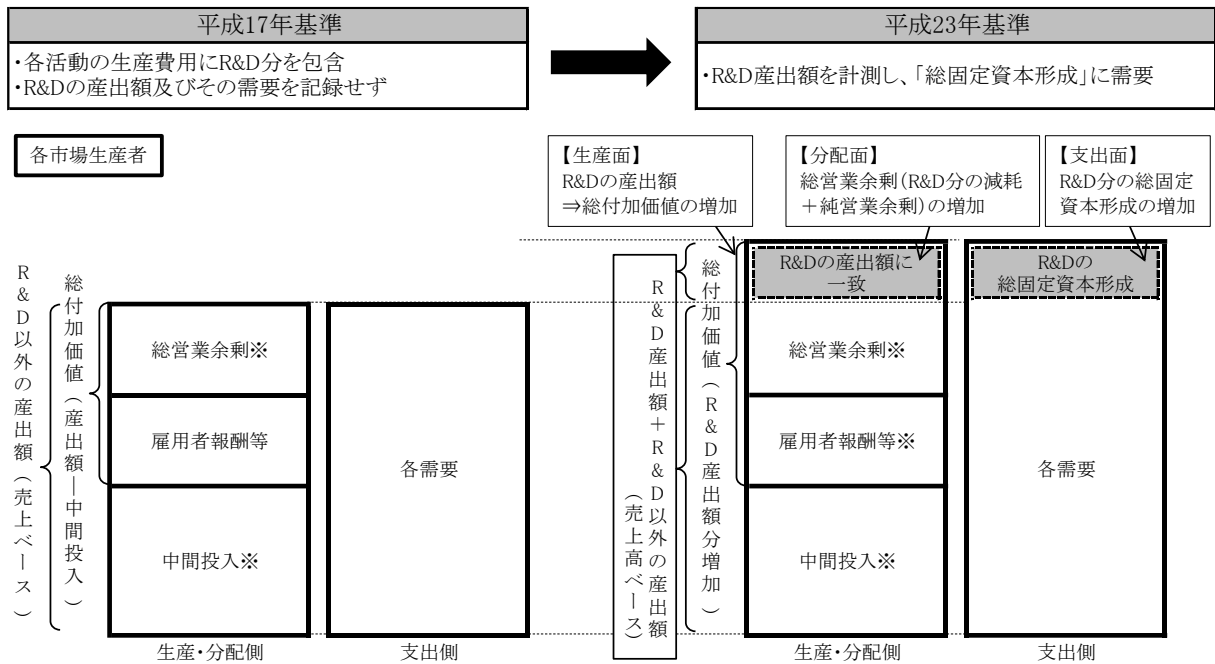 平成17年基準
・各活動の生産費用にR&D分を包含
・R&Dの産出額及びその需要を記録せず
平成23年基準
・R&D産出額を計測し、「総固定資本形成」に需要
各市場生産者
【生産面】
R&Dの産出額
⇒総付加価値の増加
【分配面】
総営業余剰(R&D分の減耗
＋純営業余剰)の増加
【支出面】
R&D分の総固定
資本形成の増加
R&D以外の産出額(売上ベース)
総付加価値(産出額―中間投入)
総営業余剰※
雇用者報酬等
中間投入※
各需要
生産・分配側
支出側
R&D産出額＋R&D以外の産出額
(売上高ベース)
総付加価値(R&D産出額分増加)
R&Dの産出額に
一致
総営業余剰※
雇用者報酬等※
中間投入※
R&Dの
総固定資本形成
各需要
生産・分配側
支出側